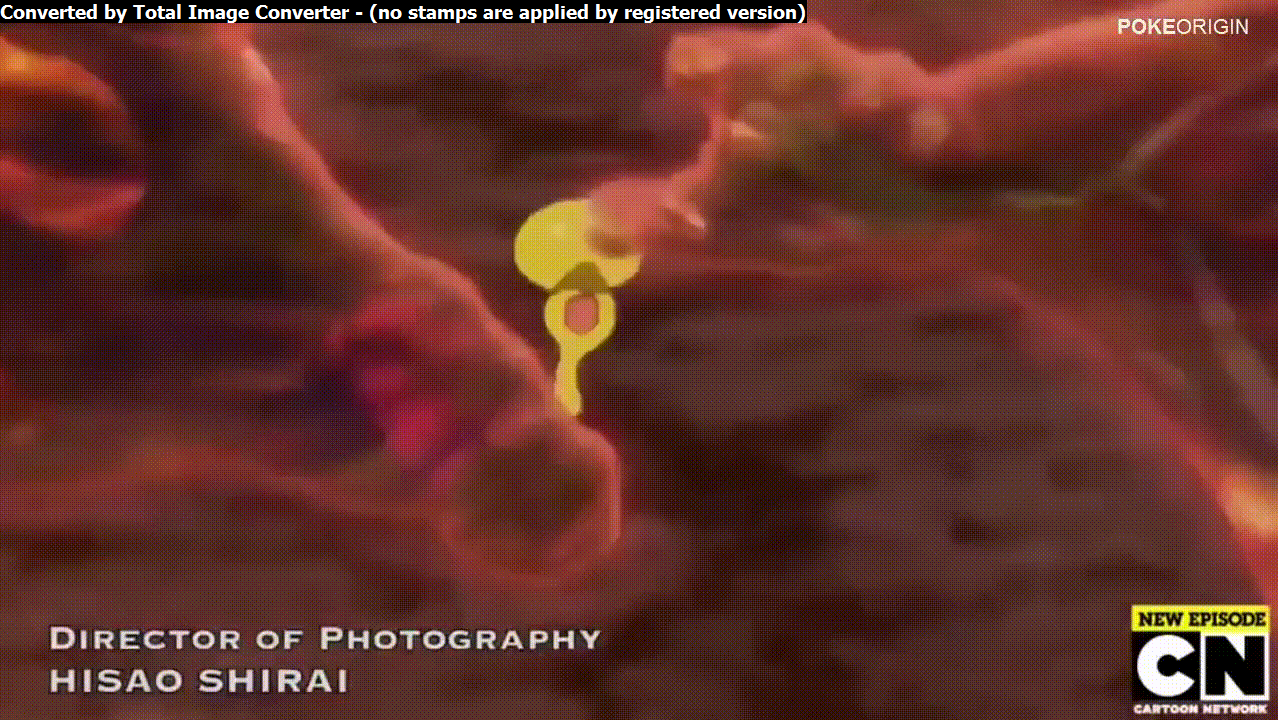 Converted by Total Image Converter - (no stamps are applied by registered version)
POKEORIGIN
DIRECTOR OF PHOTOGRAPHY
HISAO SHIRAI
NEW EPISODE
CN
CARTOON NETWORK